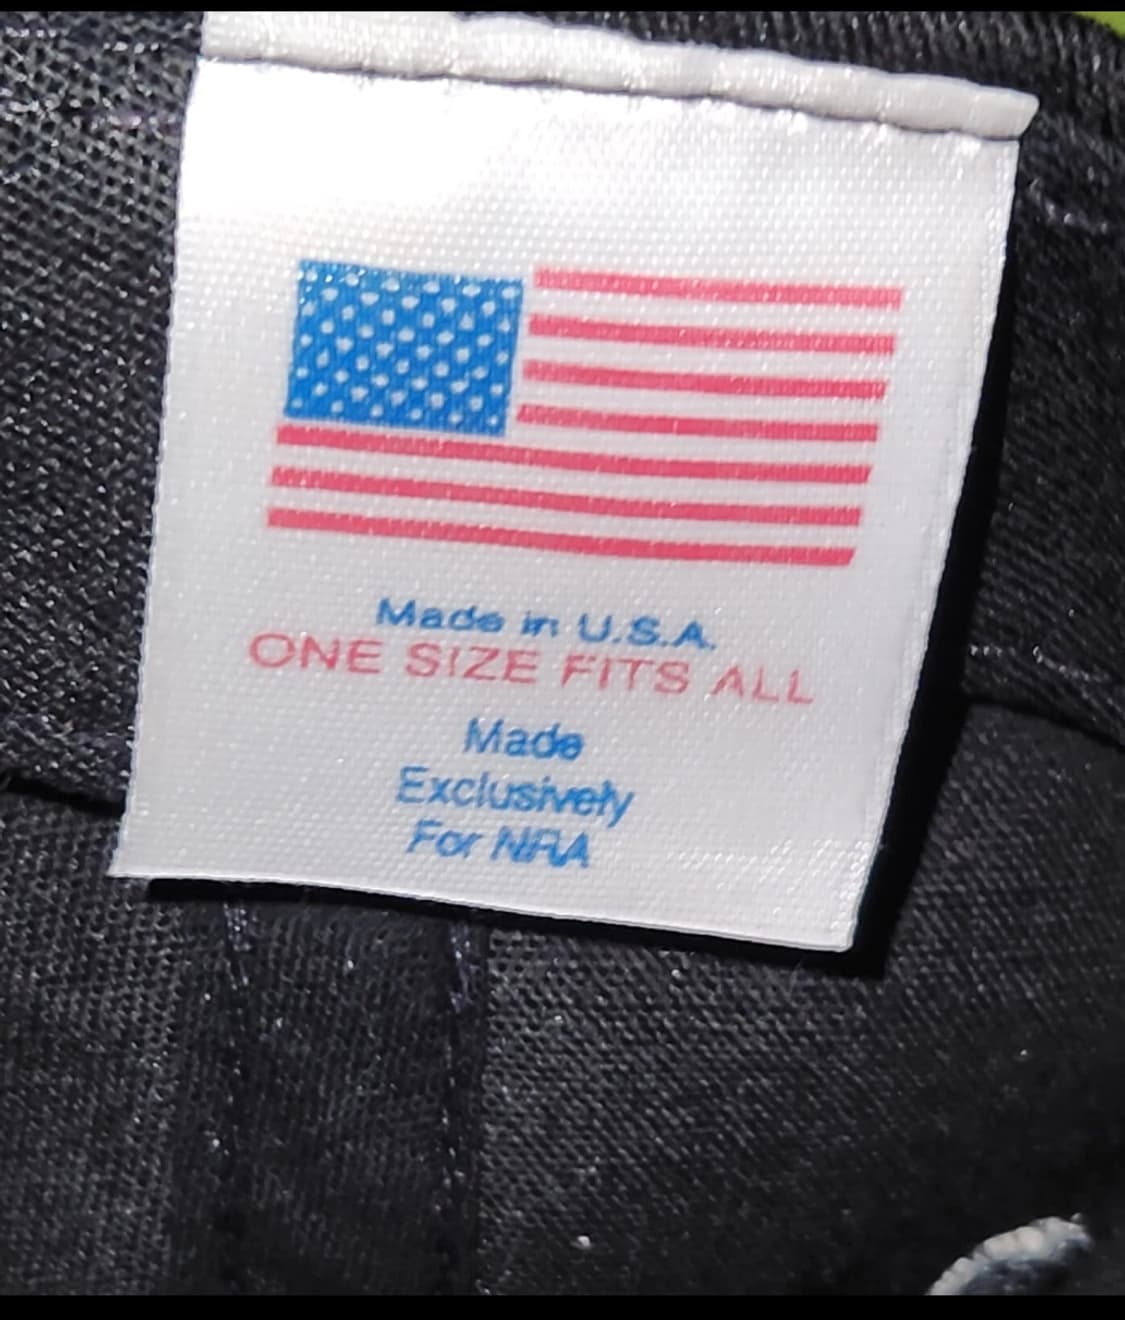 Made in U.S.A.
ONE SIZE FITS ALL
Made
Exclusively
For NRA